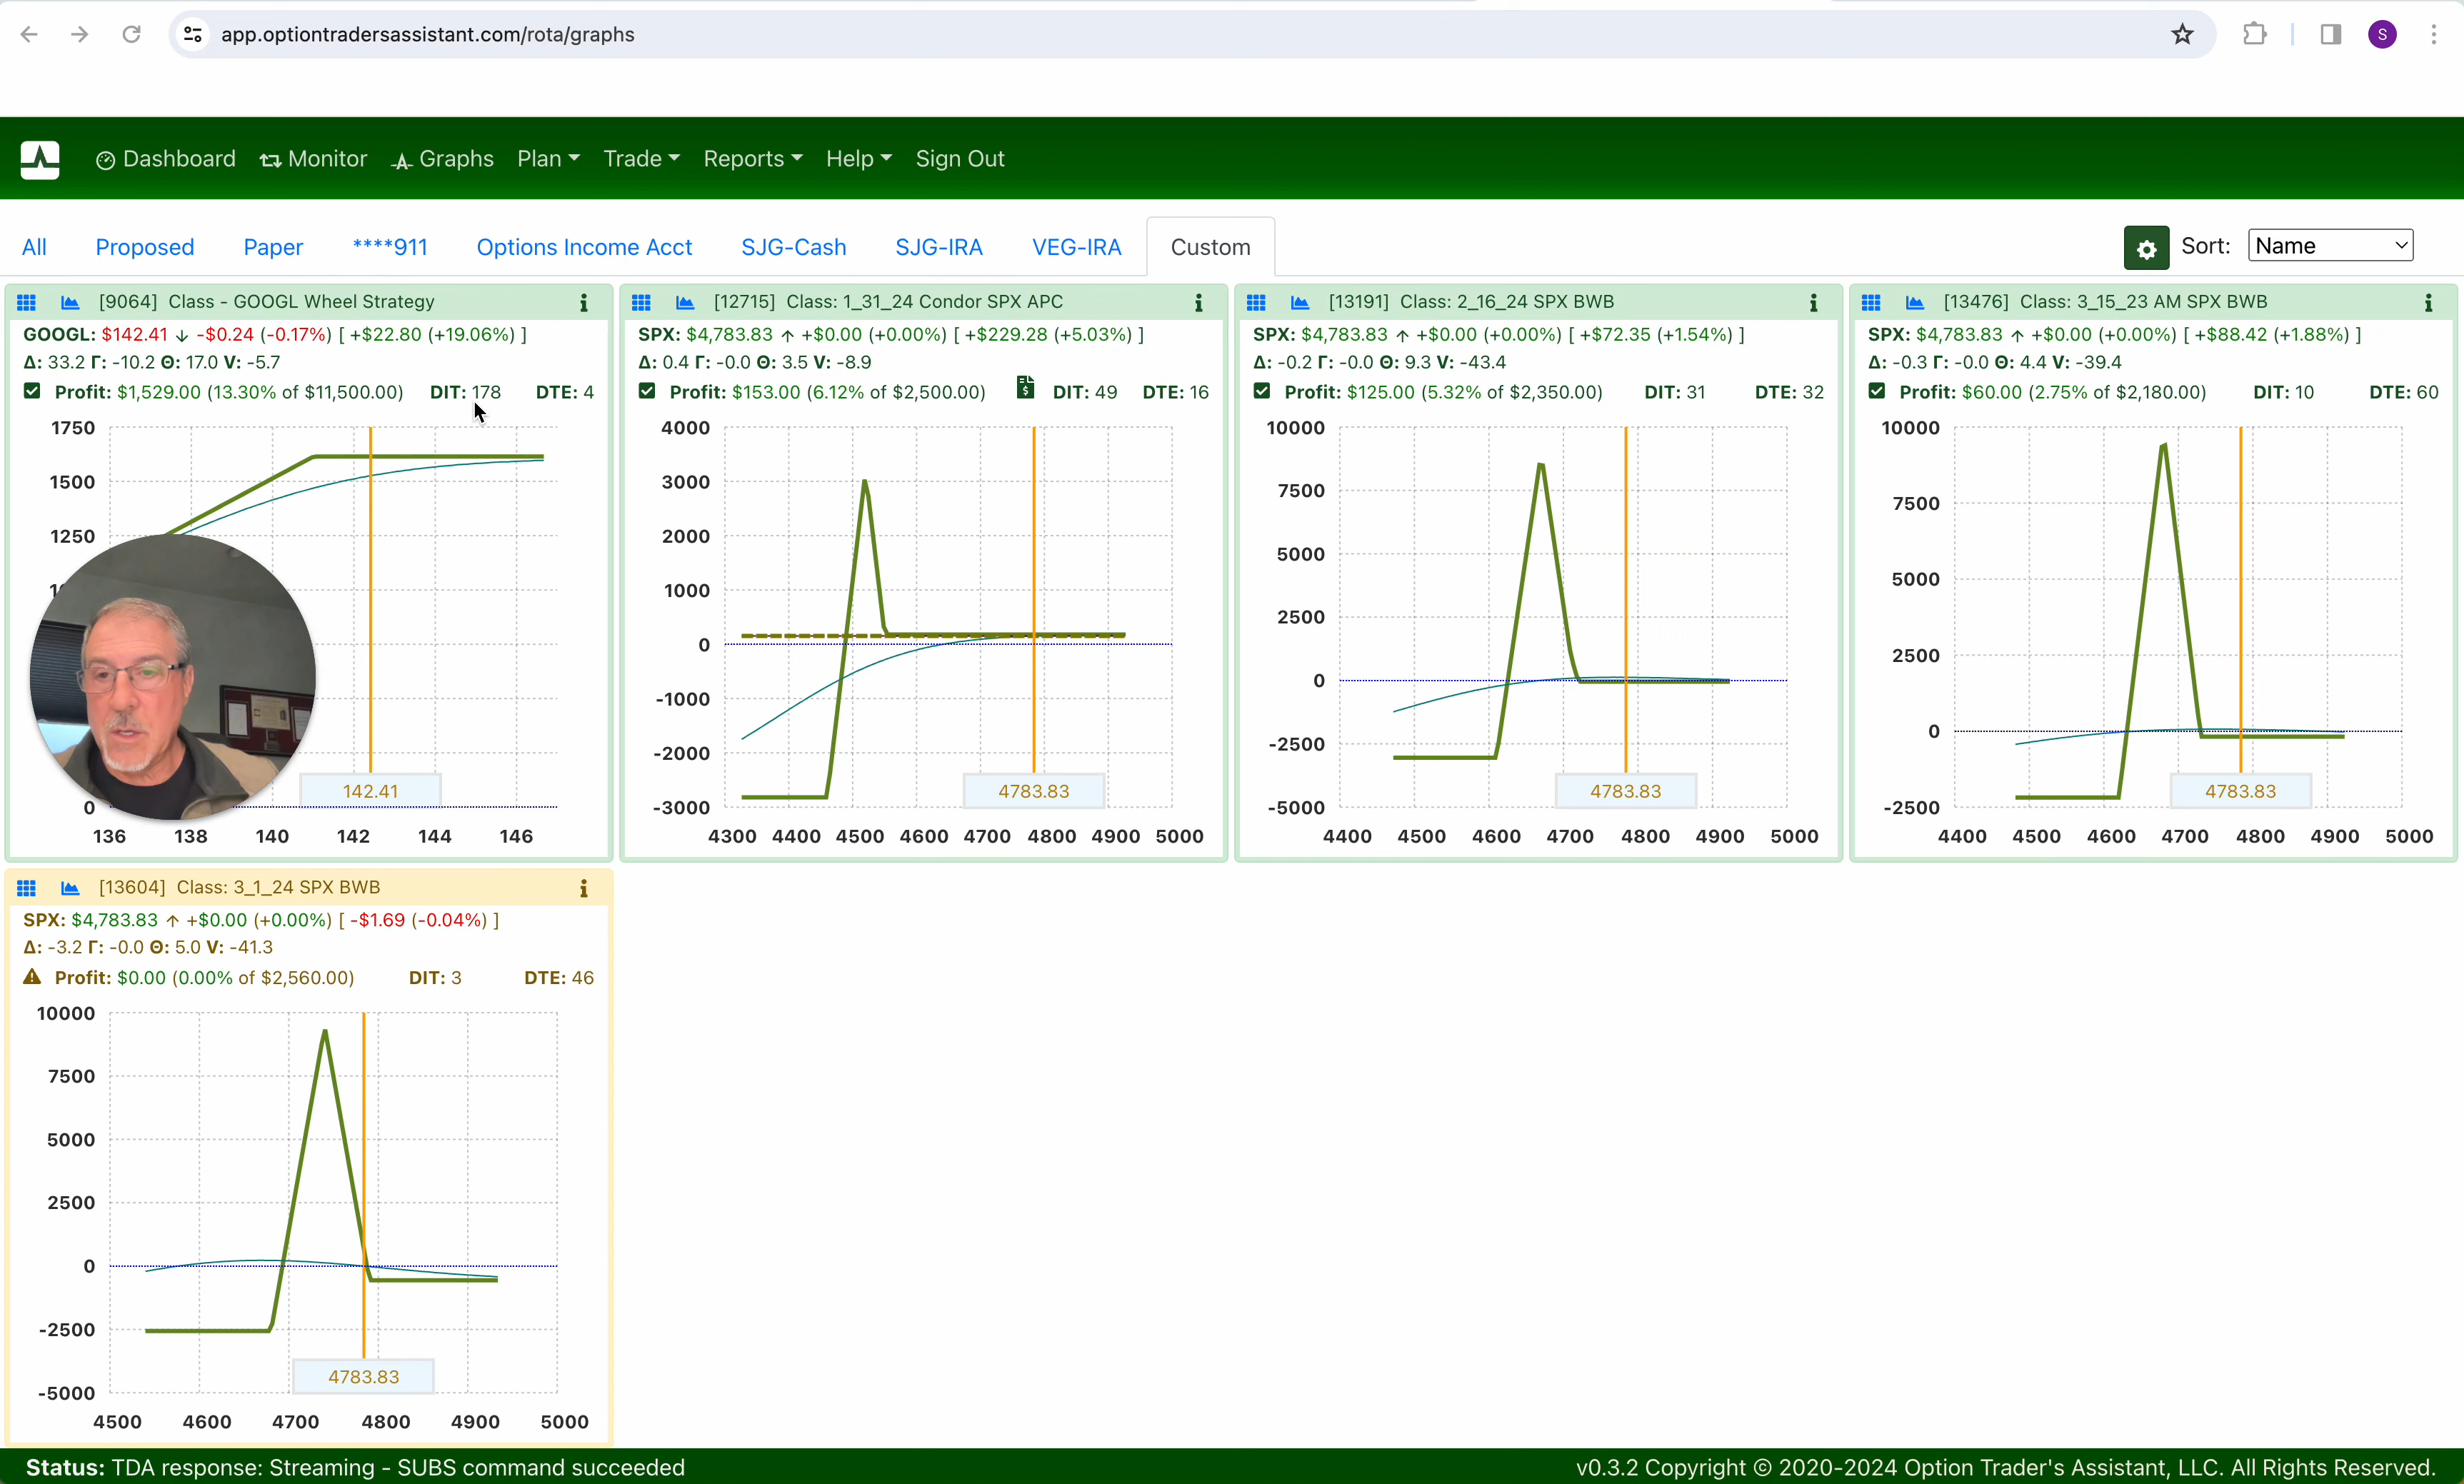 app.optiontradersassistant.com/rota/graphs
S
Dashboard Monitor Graphs Plan Trade Reports Help Sign Out
All Proposed Paper ****911 Options Income Acct SJG-Cash SJG-IRA VEG-IRA Custom Sort: Name
[9064] Class - GOOGL Wheel Strategy
GOOGL: $142.41 ↓ -$0.24 (-0.17%) [ +$22.80 (+19.06%) ]
Δ: 33.2 Γ: -10.2 Θ: 17.0 V: -5.7
Profit: $1,529.00 (13.30% of $11,500.00) DIT: 178 DTE: 4
1750
1500
1250
0
142.41
136 138 140 142 144 146
[12715] Class: 1_31_24 Condor SPX APC
SPX: $4,783.83 ↑ +$0.00 (+0.00%) [ +$229.28 (+5.03%) ]
Δ: 0.4 Γ: -0.0 Θ: 3.5 V: -8.9
Profit: $153.00 (6.12% of $2,500.00) DIT: 49 DTE: 16
4000
3000
2000
1000
0
-1000
-2000
-3000
4783.83
4300 4400 4500 4600 4700 4800 4900 5000
[13191] Class: 2_16_24 SPX BWB
SPX: $4,783.83 ↑ +$0.00 (+0.00%) [ +$72.35 (+1.54%) ]
Δ: -0.2 Γ: -0.0 Θ: 9.3 V: -43.4
Profit: $125.00 (5.32% of $2,350.00) DIT: 31 DTE: 32
10000
7500
5000
2500
0
-2500
-5000
4783.83
4400 4500 4600 4700 4800 4900 5000
[13476] Class: 3_15_23 AM SPX BWB
SPX: $4,783.83 ↑ +$0.00 (+0.00%) [ +$88.42 (+1.88%) ]
Δ: -0.3 Γ: -0.0 Θ: 4.4 V: -39.4
Profit: $60.00 (2.75% of $2,180.00) DIT: 10 DTE: 60
10000
7500
5000
2500
0
-2500
4783.83
4400 4500 4600 4700 4800 4900 5000
[13604] Class: 3_1_24 SPX BWB
SPX: $4,783.83 ↑ +$0.00 (+0.00%) [ -$1.69 (-0.04%) ]
Δ: -3.2 Γ: -0.0 Θ: 5.0 V: -41.3
Profit: $0.00 (0.00% of $2,560.00) DIT: 3 DTE: 46
10000
7500
5000
2500
0
-2500
-5000
4783.83
4500 4600 4700 4800 4900 5000
Status: TDA response: Streaming - SUBS command succeeded
v0.3.2 Copyright © 2020-2024 Option Trader's Assistant, LLC. All Rights Reserved.